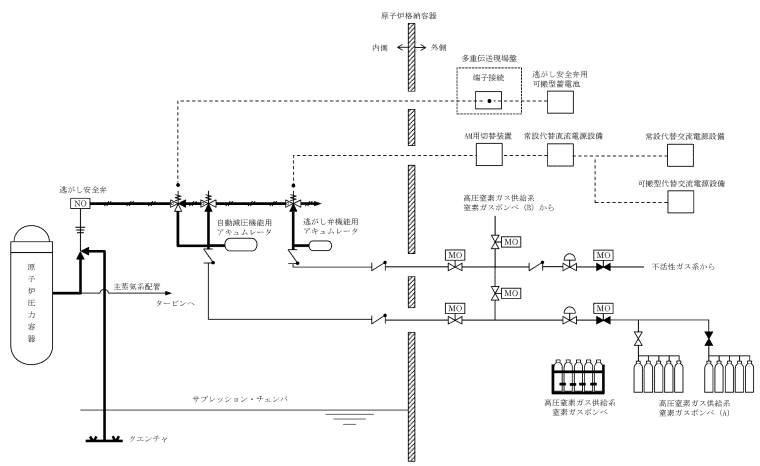 原子炉格納容器
内側
外側
多重伝送現場盤
端子接続
逃がし安全弁用
可搬型蓄電池
AM用切替装置
常設代替直流電源設備
常設代替交流電源設備
可搬型代替交流電源設備
逃がし安全弁
NO
自動減圧機能用
アキュムレータ
逃がし弁機能用
アキュムレータ
高圧窒素ガス供給系
窒素ガスボンベ（B）から
MO
MO
MO
不活性ガス系から
MO
MO
MO
原子炉圧力容器
主蒸気系配管
タービンへ
サプレッション・チェンバ
クエンチャ
高圧窒素ガス供給系
窒素ガスボンベ
高圧窒素ガス供給系
窒素ガスボンベ（A）